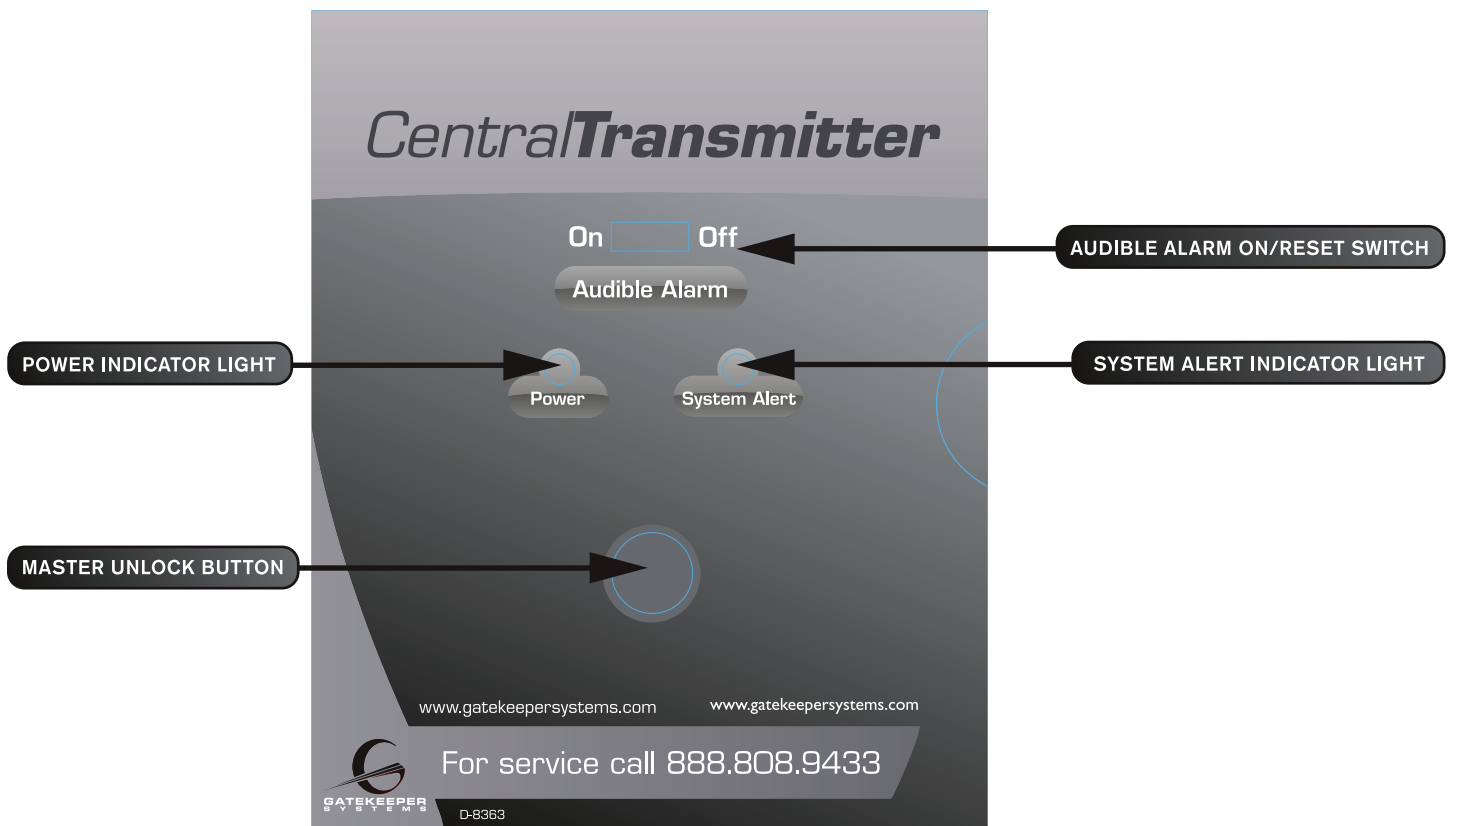 CentralTransmitter
On Off
AUDIBLE ALARM ON/RESET SWITCH
Audible Alarm
POWER INDICATOR LIGHT
SYSTEM ALERT INDICATOR LIGHT
Power
System Alert
MASTER UNLOCK BUTTON
www.gatekeepersystems.com
www.gatekeepersystems.com
For service call 888.808.9433
GATEKEEPER
SYSTEMS
D-8363